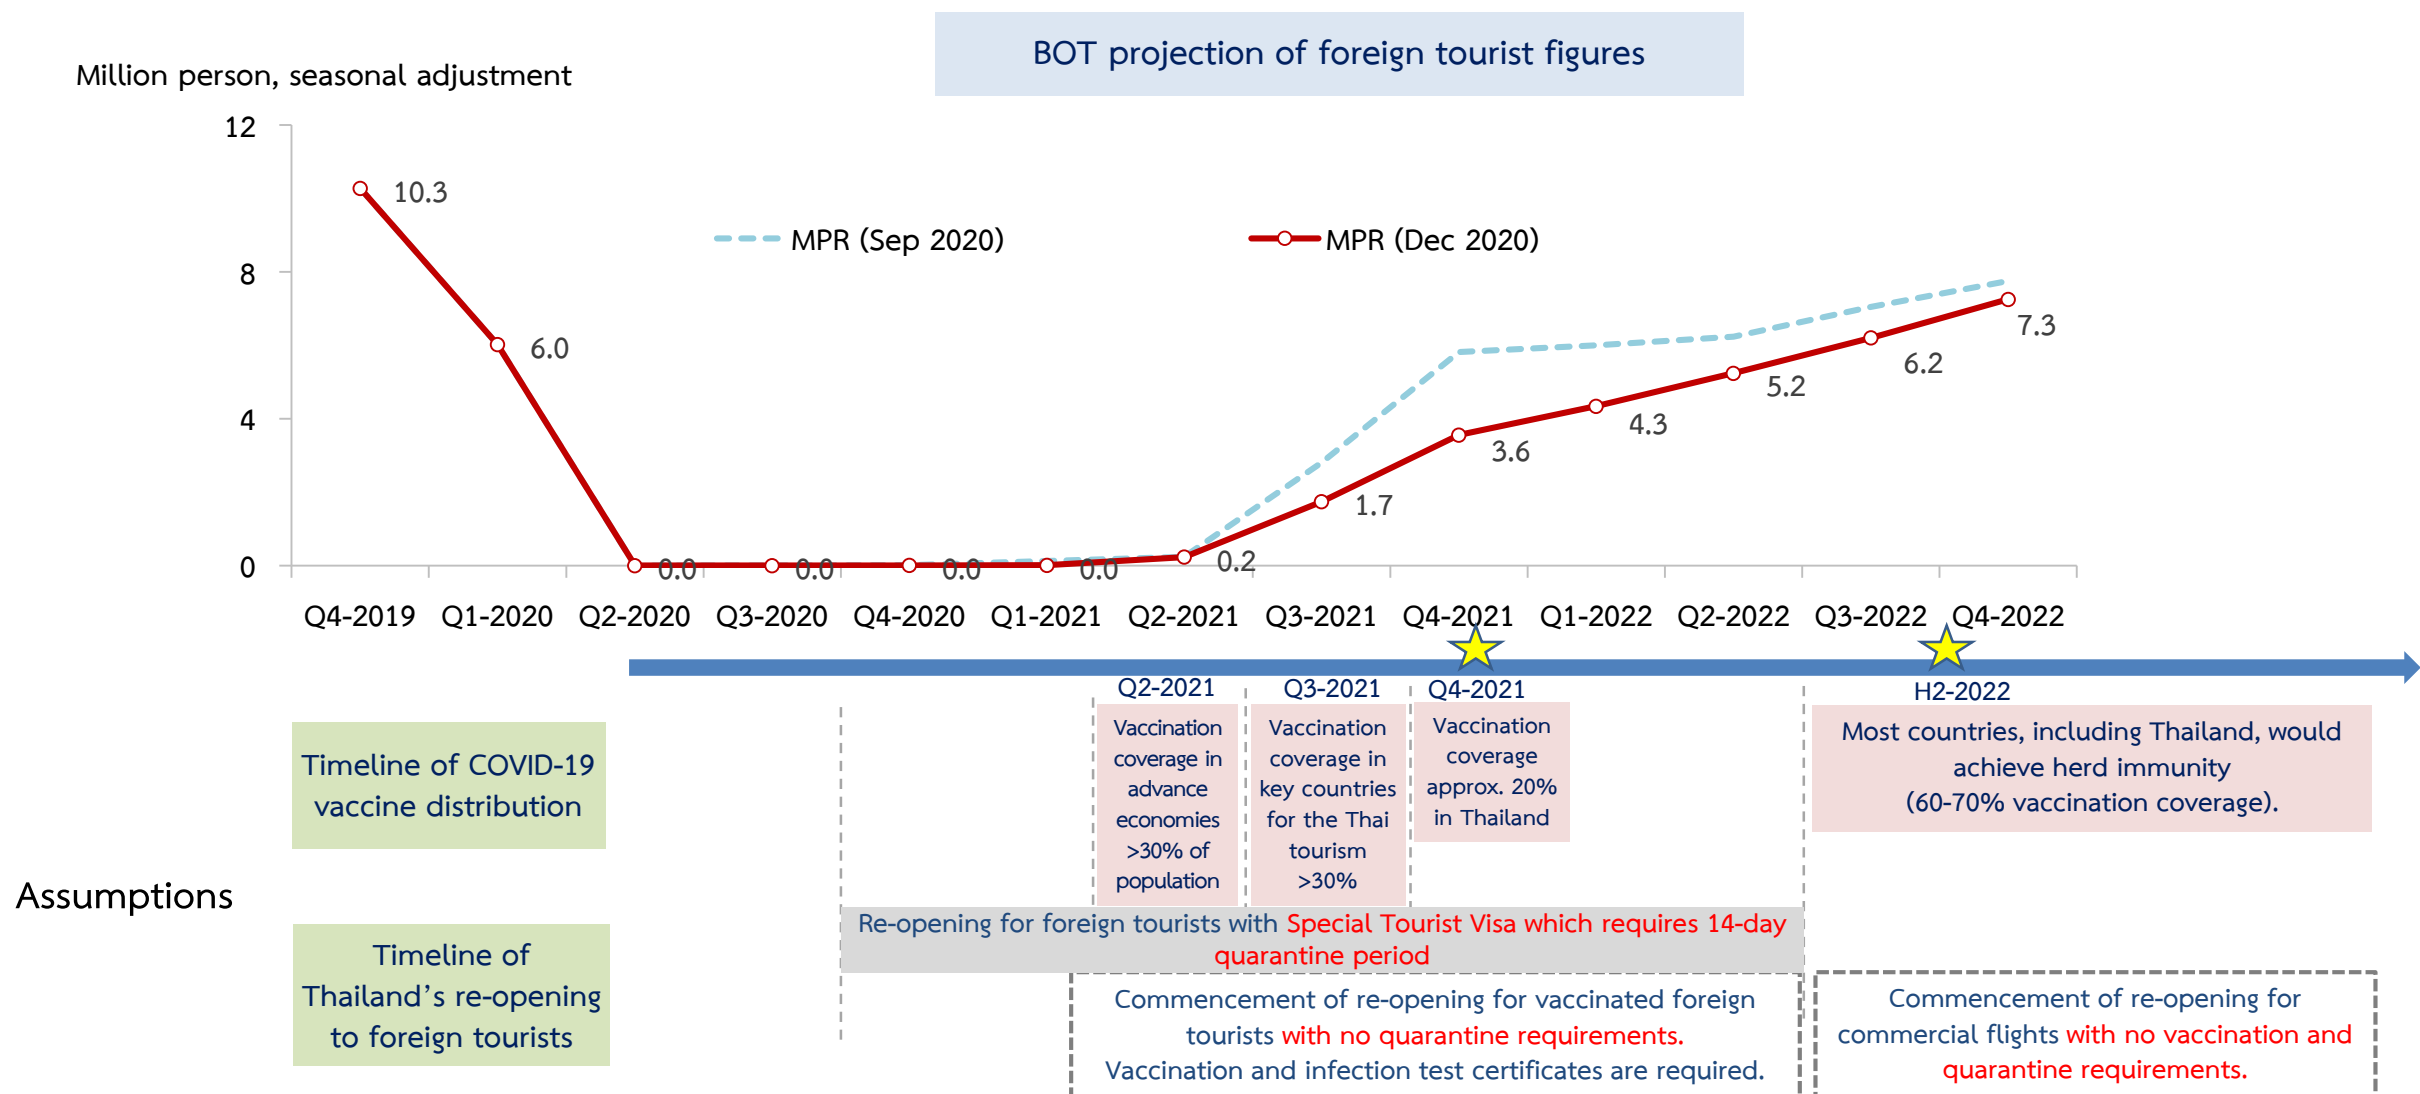 BOT projection of foreign tourist figures
Million person, seasonal adjustment
12
8
4
0
10.3
6.0
0.0
0.0
0.0
0.0
0.2
1.7
3.6
4.3
5.2
6.2
7.3
MPR (Sep 2020)
MPR (Dec 2020)
Q4-2019
Q1-2020
Q2-2020
Q3-2020
Q4-2020
Q1-2021
Q2-2021
Q3-2021
Q4-2021
Q1-2022
Q2-2022
Q3-2022
Q4-2022
Assumptions
Timeline of COVID-19
vaccine distribution
Q2-2021
Vaccination
coverage in
advance
economies
>30% of
population
Q3-2021
Vaccination
coverage in
key countries
for the Thai
tourism
>30%
Q4-2021
Vaccination
coverage
approx. 20%
in Thailand
H2-2022
Most countries, including Thailand, would
achieve herd immunity
(60-70% vaccination coverage).
Timeline of
Thailand's re-opening
to foreign tourists
Re-opening for foreign tourists with Special Tourist Visa which requires 14-day
quarantine period
Commencement of re-opening for vaccinated foreign
tourists with no quarantine requirements.
Vaccination and infection test certificates are required.
Commencement of re-opening for
commercial flights with no vaccination and
quarantine requirements.